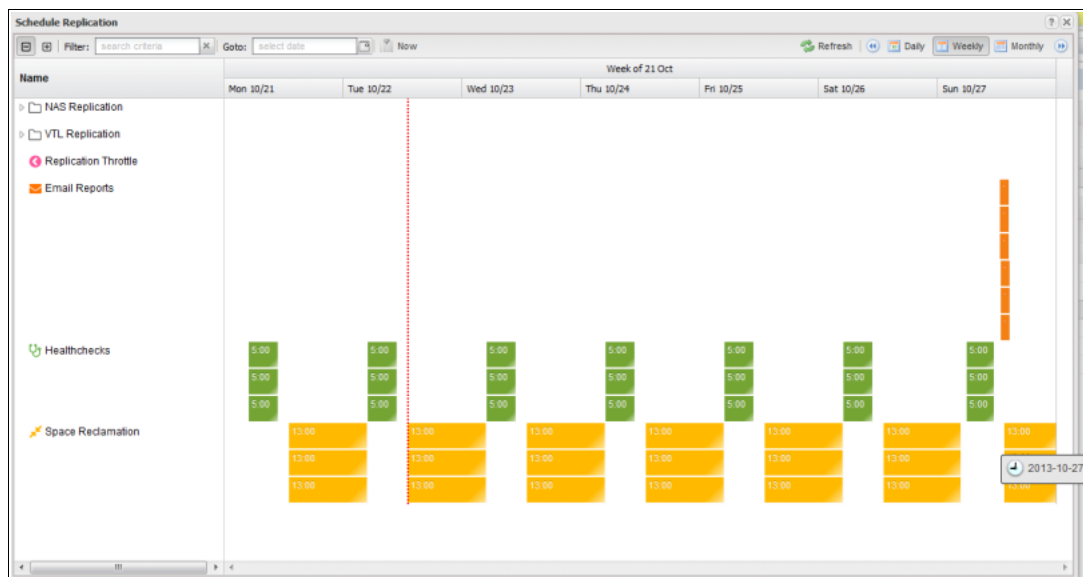 Schedule Replication
Filter: search criteria Goto: select date Now Refresh Daily Weekly Monthly
Name
Week of 21 Oct
Mon 10/21 Tue 10/22 Wed 10/23 Thu 10/24 Fri 10/25 Sat 10/26 Sun 10/27
NAS Replication
VTL Replication
Replication Throttle
Email Reports
Healthchecks 5:00 5:00 5:00 5:00 5:00 5:00 5:00
5:00 5:00 5:00 5:00 5:00 5:00 5:00
5:00 5:00 5:00 5:00 5:00 5:00 5:00
Space Reclamation 13:00 13:00 13:00 13:00 13:00 13:00 13:00
13:00 13:00 13:00 13:00 13:00 13:00
2013-10-27
13:00 13:00 13:00 13:00 13:00 13:00 13:00